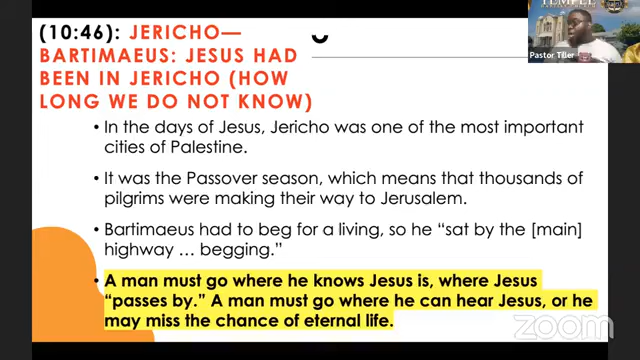 (10:46): JERICHO—
BARTIMAEUS: JESUS HAD
BEEN IN JERICHO (HOW
LONG WE DO NOT KNOW)
• In the days of Jesus, Jericho was one of the most important
cities of Palestine.
• It was the Passover season, which means that thousands of
pilgrims were making their way to Jerusalem.
• Bartimaeus had to beg for a living, so he “sat by the [main]
highway … begging.”
• A man must go where he knows Jesus is, where Jesus
“passes by.” A man must go where he can hear Jesus, or he
may miss the chance of eternal life.
TEMPLE
Pastor Tiller
zoom